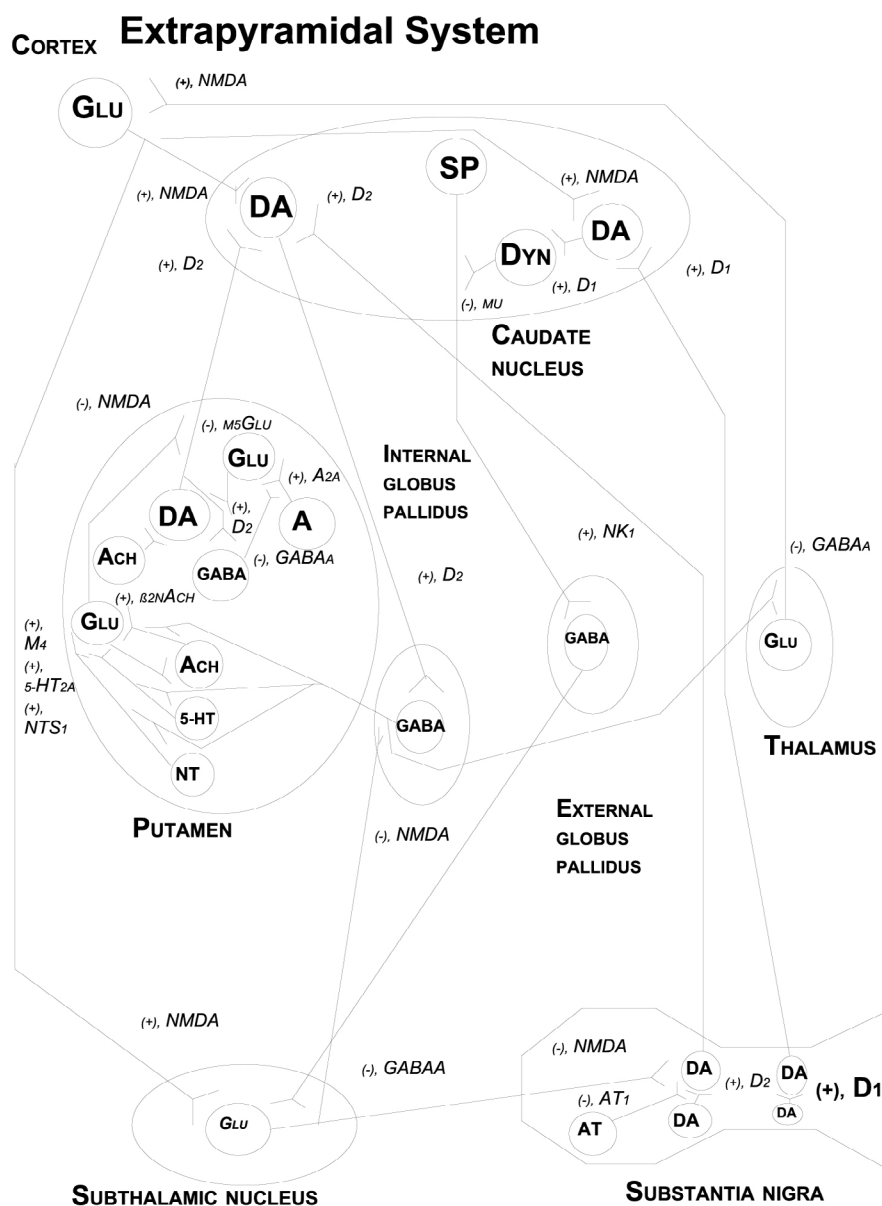 Extrapyramidal System
CORTEX
(+), NMDA
GLU
SP
(+), NMDA
(+), NMDA
DA
(+), D2
DA
DYN
(+), D2
(+), D1
(+), D1
(-), MU
CAUDATE
NUCLEUS
(-), NMDA
(-), M5GLU
GLU
INTERNAL
GLOBUS
PALLIDUS
(+), A2A
DA
(+),
D2
A
(+), NK1
ACH
GABA
(-), GABAA
(-), GABAA
(+), D2
(+), ß2NACH
GLU
(+),
M4
(+),
5-HT2A
(+),
NTS1
ACH
5-HT
NT
GABA
GABA
GLU
THALAMUS
PUTAMEN
(-), NMDA
EXTERNAL
GLOBUS
PALLIDUS
(+), NMDA
(-), GABAA
(-), NMDA
DA
(+), D2
DA
(+), D1
(-), AT1
GLU
AT
DA
DA
SUBTHALAMIC NUCLEUS
SUBSTANTIA NIGRA